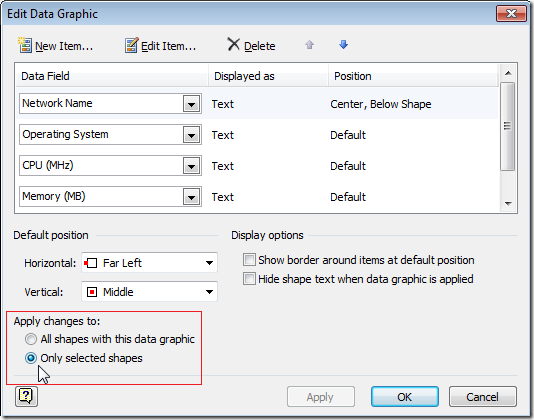 Edit Data Graphic
New Item... Edit Item... Delete
Data Field Displayed as Position
Network Name Text Center, Below Shape
Operating System Text Default
CPU (MHz) Text Default
Memory (MB) Text Default
Default position Display options
Horizontal: Far Left Show border around items at default position
Vertical: Middle Hide shape text when data graphic is applied
Apply changes to:
All shapes with this data graphic
Only selected shapes
? Apply OK Cancel